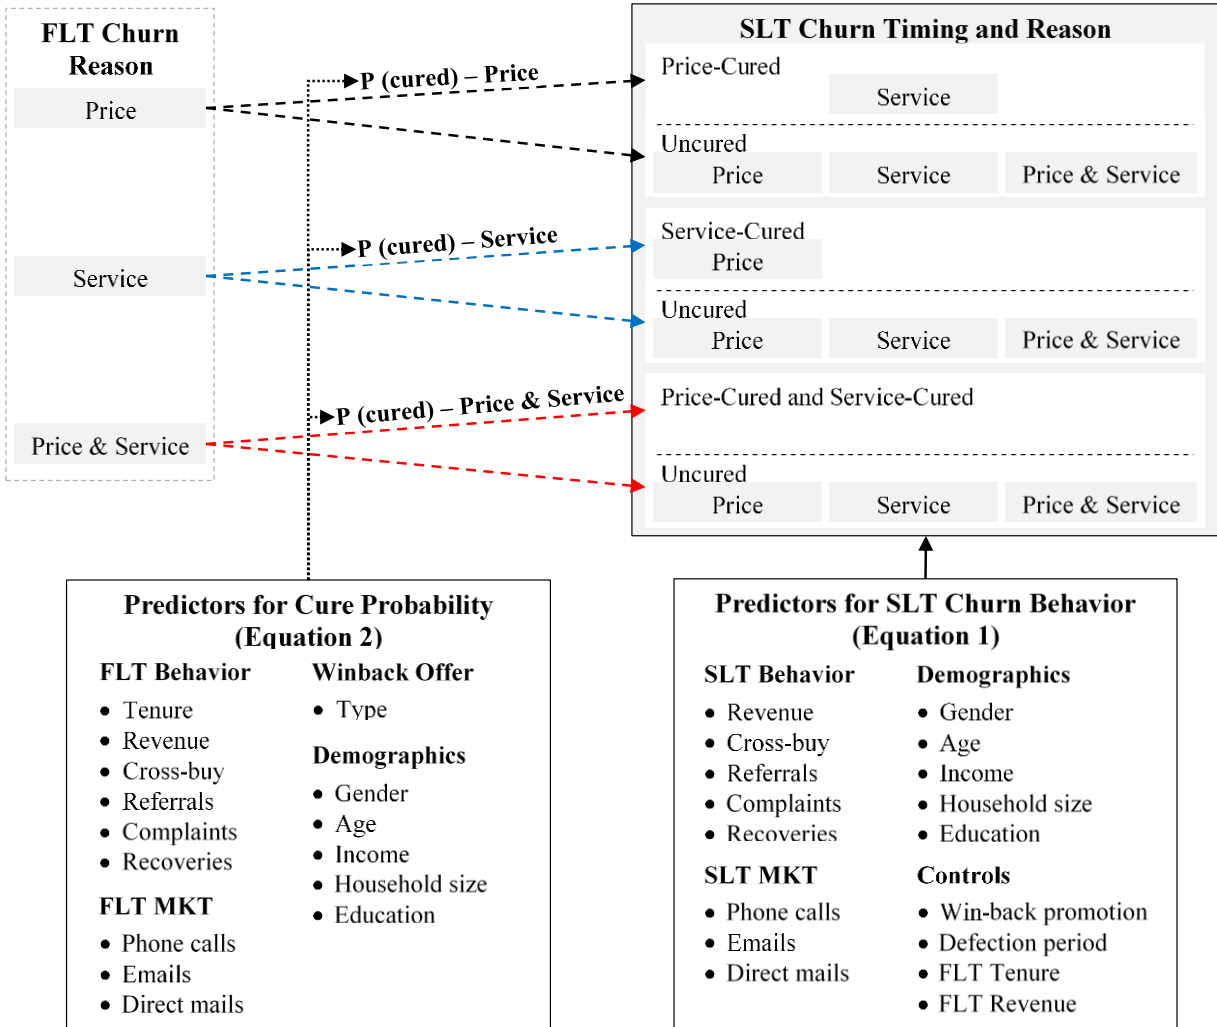 FLT Churn
Reason
Price
Service
Price & Service
P (cured) – Price
P (cured) – Service
P (cured) – Price & Service
SLT Churn Timing and Reason
Price-Cured
Service
Uncured
Price
Service
Price & Service
Service-Cured
Price
Uncured
Price
Service
Price & Service
Price-Cured and Service-Cured
Uncured
Price
Service
Price & Service
Predictors for Cure Probability
(Equation 2)
FLT Behavior
• Tenure
• Revenue
• Cross-buy
• Referrals
• Complaints
• Recoveries
FLT MKT
• Phone calls
• Emails
• Direct mails
Winback Offer
• Type
Demographics
• Gender
• Age
• Income
• Household size
• Education
Predictors for SLT Churn Behavior
(Equation 1)
SLT Behavior
• Revenue
• Cross-buy
• Referrals
• Complaints
• Recoveries
SLT MKT
• Phone calls
• Emails
• Direct mails
Demographics
• Gender
• Age
• Income
• Household size
• Education
Controls
• Win-back promotion
• Defection period
• FLT Tenure
• FLT Revenue